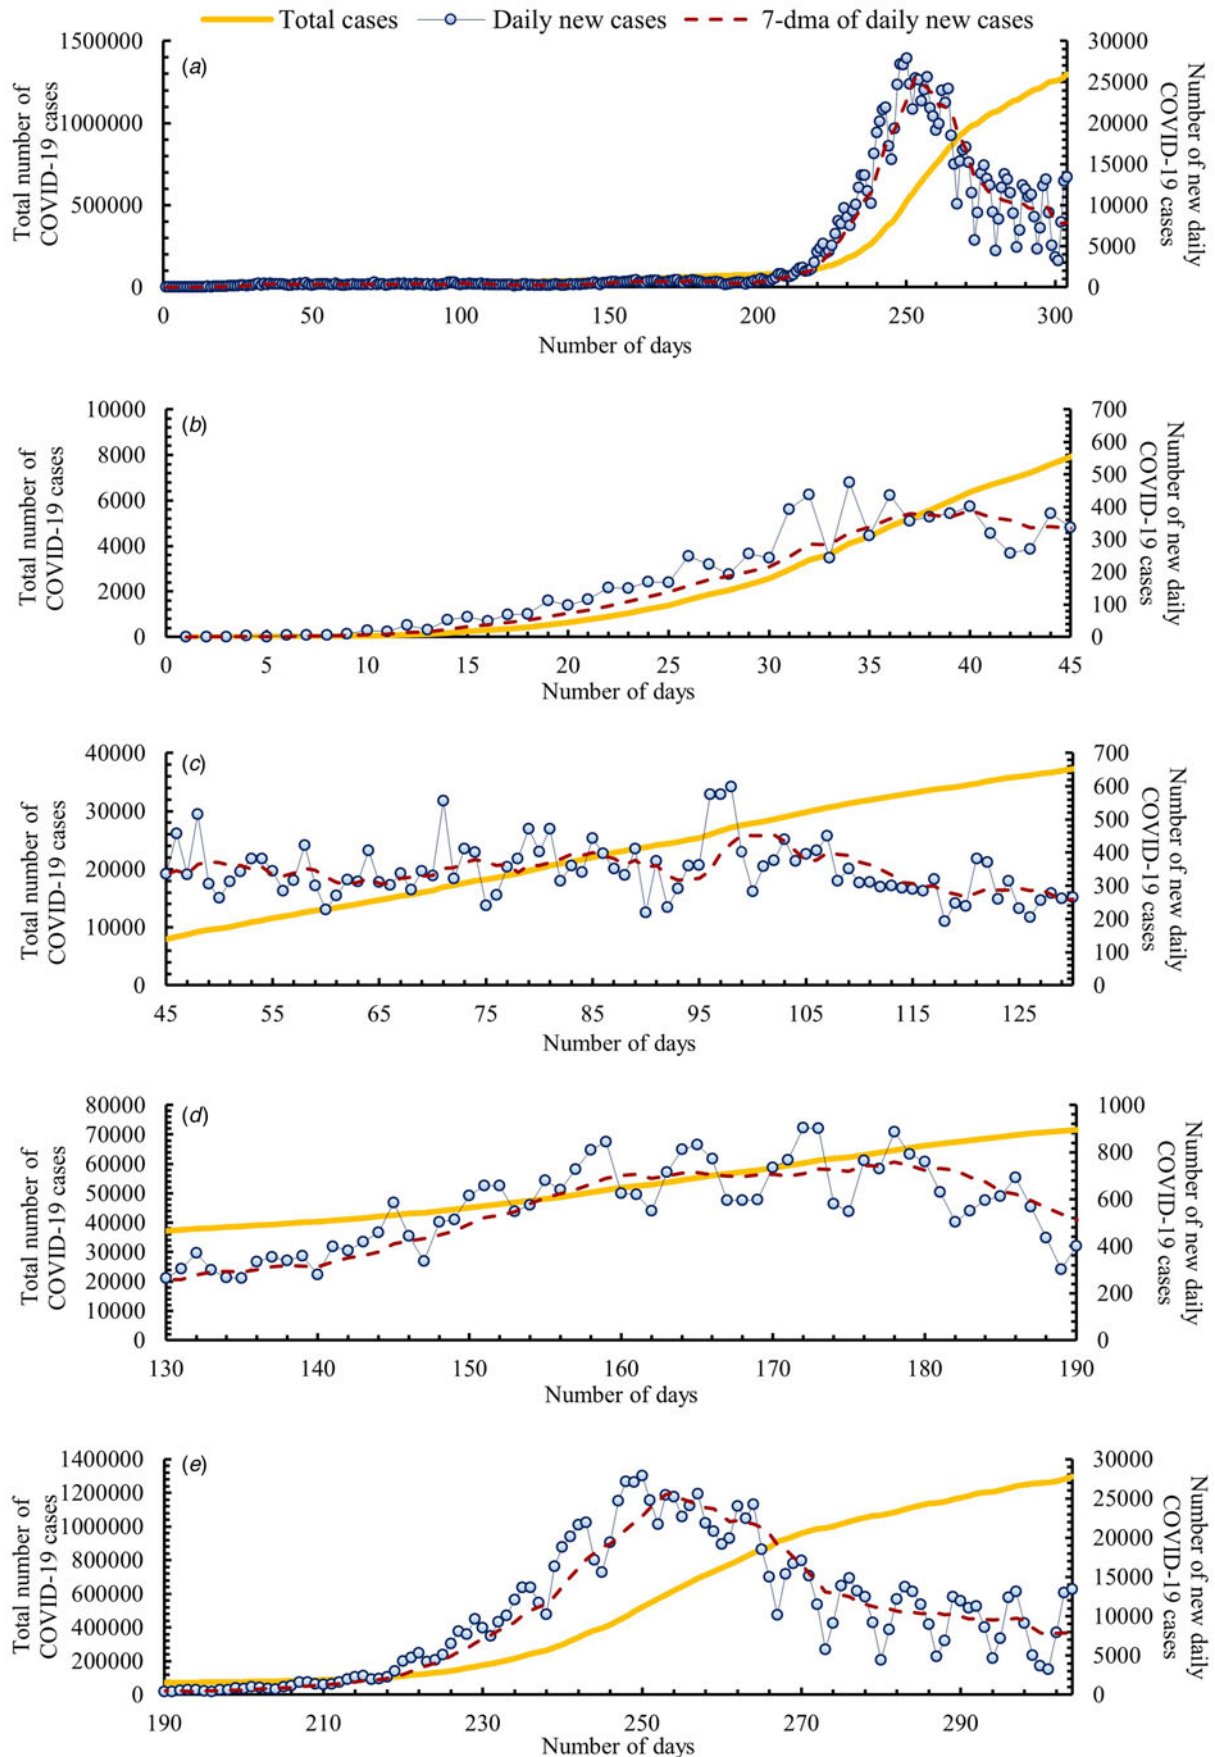 Total cases Daily new cases 7-dma of daily new cases
(a)
Total number of
COVID-19 cases
1500000
1000000
500000
0
30000
25000
20000
15000
10000
5000
0
Number of new daily
COVID-19 cases
0 50 100 150 200 250 300
Number of days
(b)
Total number of
COVID-19 cases
10000
8000
6000
4000
2000
0
700
600
500
400
300
200
100
0
Number of new daily
COVID-19 cases
0 5 10 15 20 25 30 35 40 45
Number of days
(c)
Total number of
COVID-19 cases
40000
30000
20000
10000
0
700
600
500
400
300
200
100
0
Number of new daily
COVID-19 cases
45 55 65 75 85 95 105 115 125
Number of days
(d)
Total number of
COVID-19 cases
80000
70000
60000
50000
40000
30000
20000
10000
0
1000
800
600
400
200
0
Number of new daily
COVID-19 cases
130 140 150 160 170 180 190
Number of days
(e)
Total number of
COVID-19 cases
1400000
1200000
1000000
800000
600000
400000
200000
0
30000
25000
20000
15000
10000
5000
0
Number of new daily
COVID-19 cases
190 210 230 250 270 290
Number of days